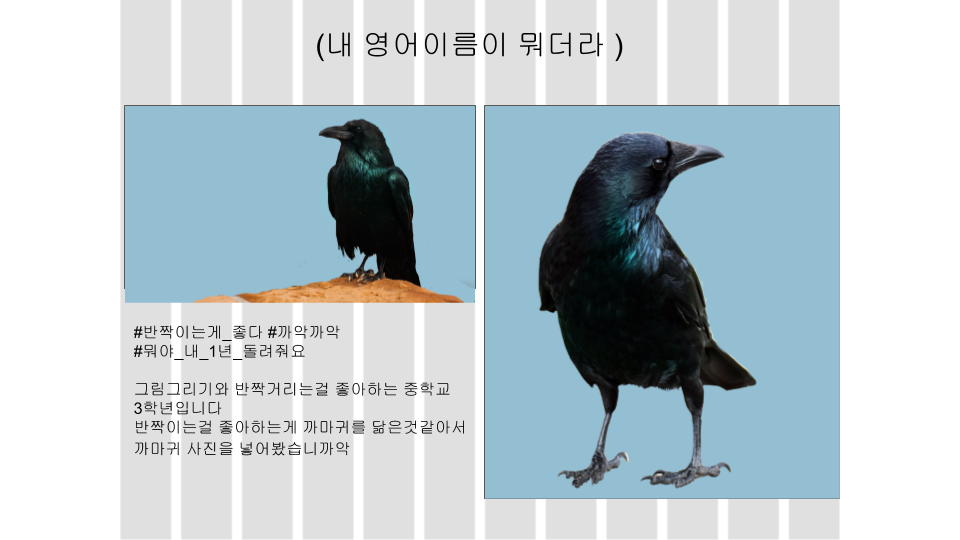 (내 영어이름이 뭐더라 )
#반짝이는게_좋다 #까악까악
#뭐야_내_1년_돌려줘요
그림그리기와 반짝거리는걸 좋아하는 중학교
3학년입니다
반짝이는걸 좋아하는게 까마귀를 닮은것같아서
까마귀 사진을 넣어봤습니까악